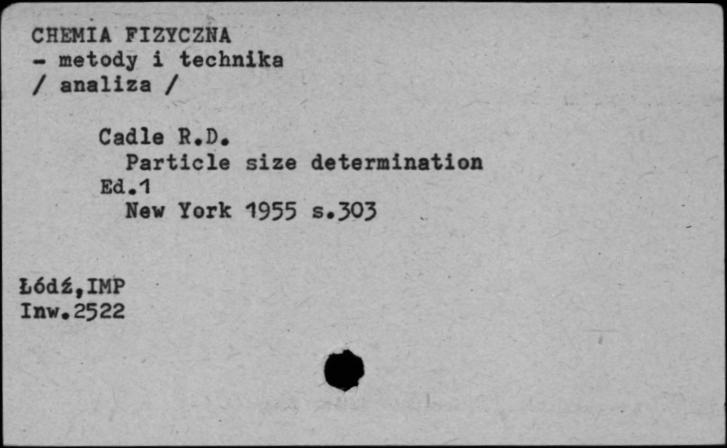 CHEMIA FIZYCZNA
- metody i technika
/ analiza /
Cadle R.D.
Particle size determination
Ed.1
New York 1955 s.303
Łódź,IMP
Inw.2522